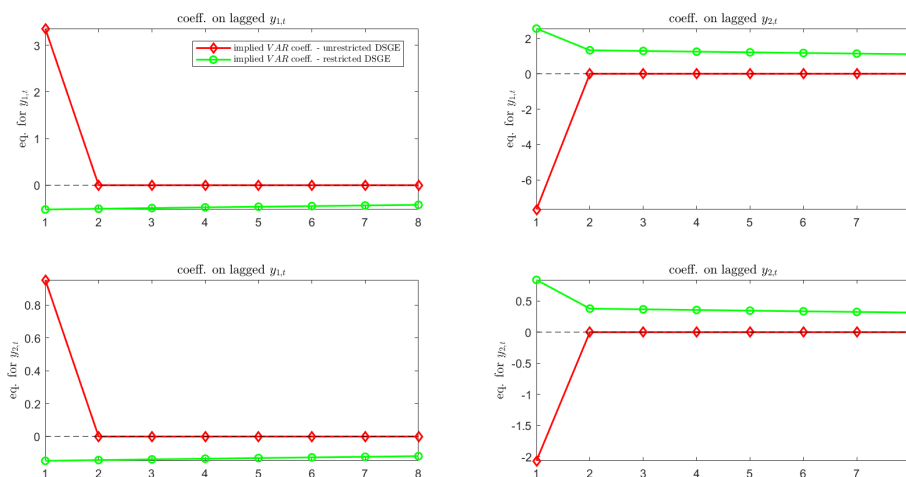 coeff. on lagged y1,t
coeff. on lagged y2,t
3
2
1
0
eq. for y1,t
implied VAR coeff. - unrestricted DSGE
implied VAR coeff. - restricted DSGE
1 2 3 4 5 6 7 8
2
0
-2
-4
-6
eq. for y1,t
1 2 3 4 5 6 7
coeff. on lagged y1,t
coeff. on lagged y2,t
0.8
0.6
0.4
0.2
0
eq. for y2,t
1 2 3 4 5 6 7 8
0.5
0
-0.5
-1
-1.5
-2
eq. for y2,t
1 2 3 4 5 6 7